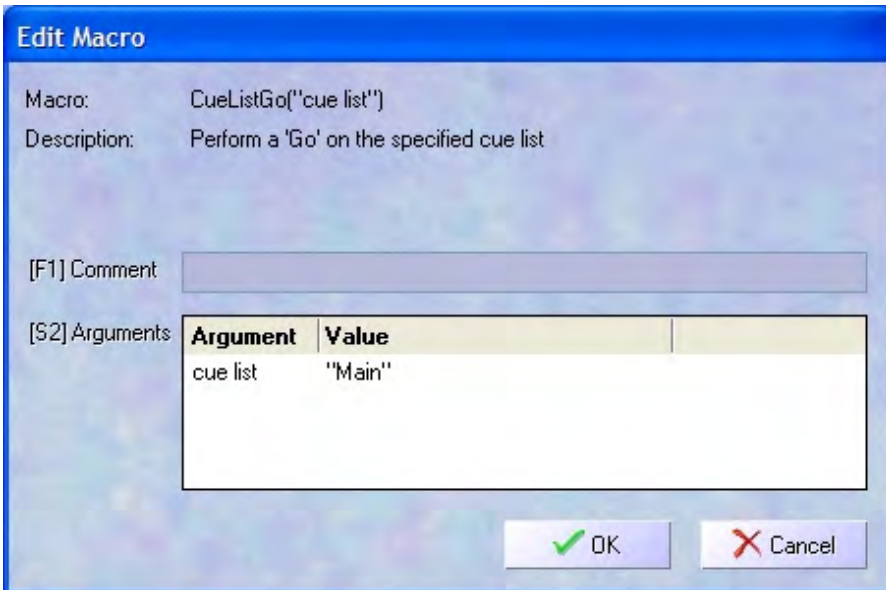 Edit Macro
Macro: CueListGo("cue list")
Description: Perform a 'Go' on the specified cue list
[F1] Comment
[S2] Arguments
Argument Value
cue list "Main"
OK Cancel